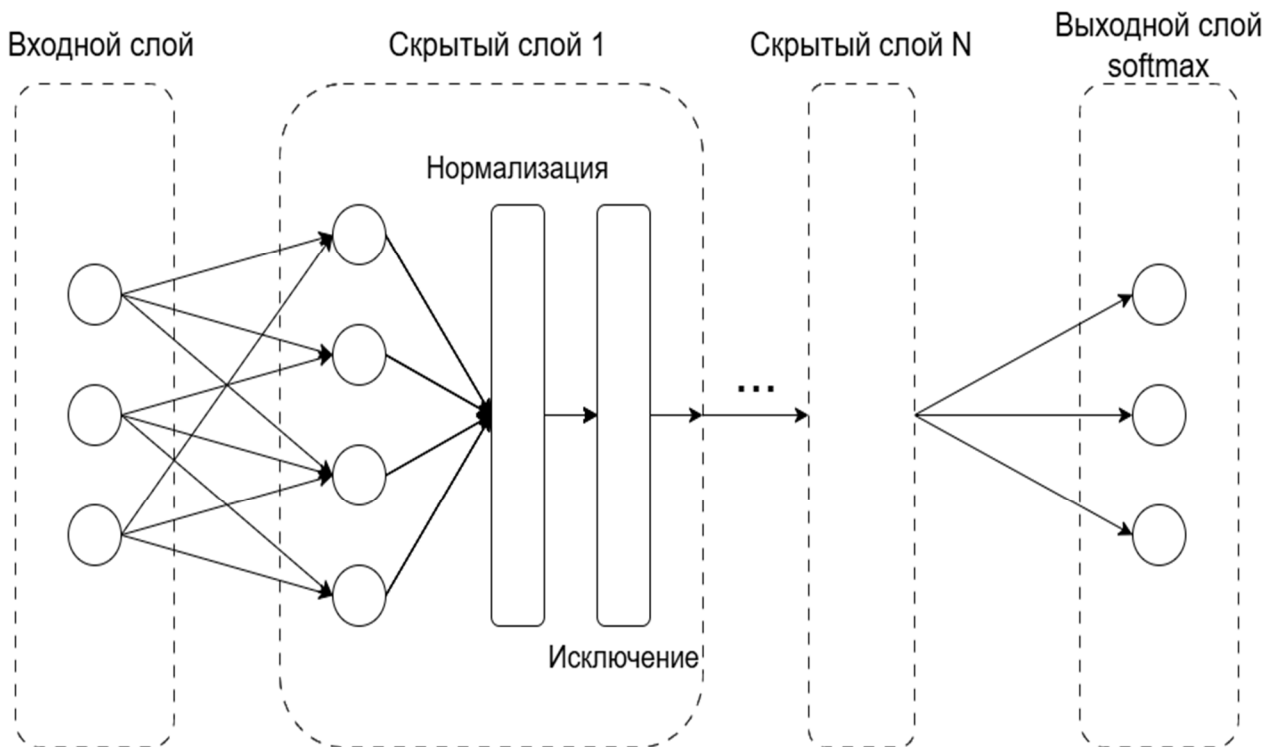 Входной слой
Скрытый слой 1
Скрытый слой N
Выходной слой
softmax
Нормализация
...
Исключение